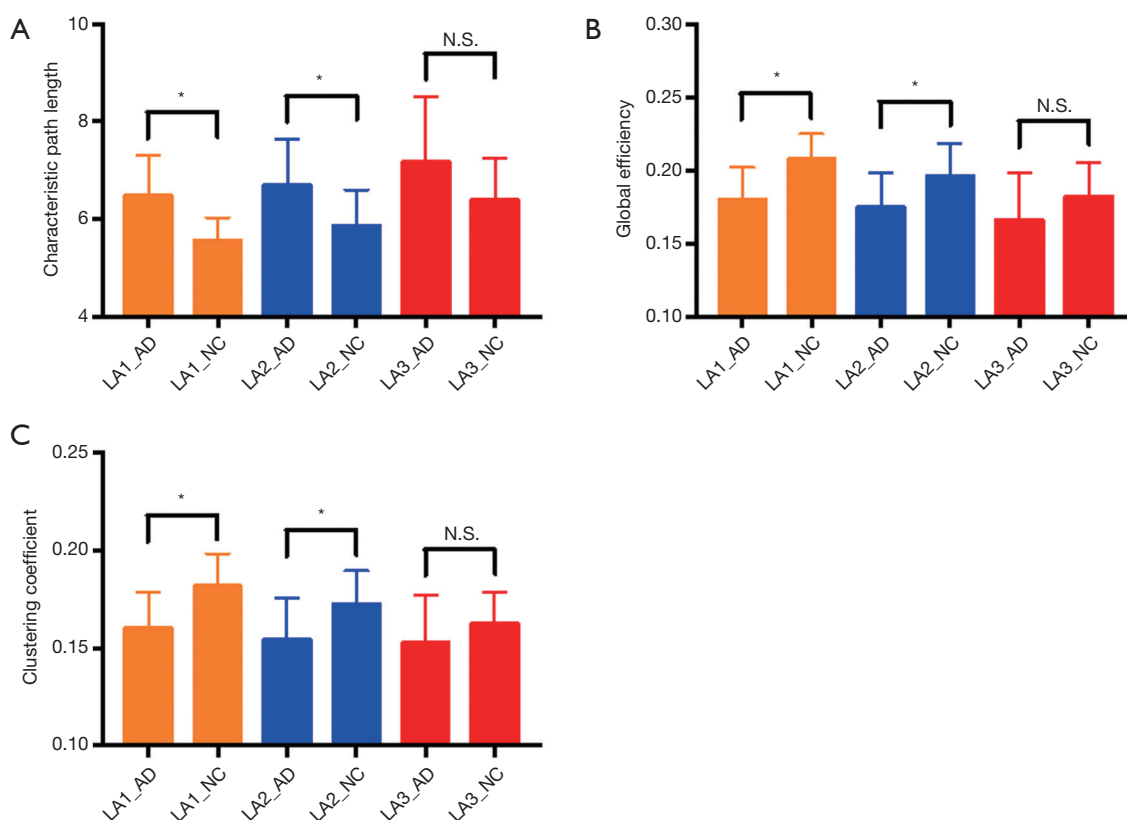 A
Characteristic path length
10
8
6
4
*
*
N.S.
LA1_AD
LA1_NC
LA2_AD
LA2_NC
LA3_AD
LA3_NC
B
Global efficiency
0.30
0.25
0.20
0.15
0.10
*
*
N.S.
LA1_AD
LA1_NC
LA2_AD
LA2_NC
LA3_AD
LA3_NC
C
Clustering coefficient
0.25
0.20
0.15
0.10
*
*
N.S.
LA1_AD
LA1_NC
LA2_AD
LA2_NC
LA3_AD
LA3_NC